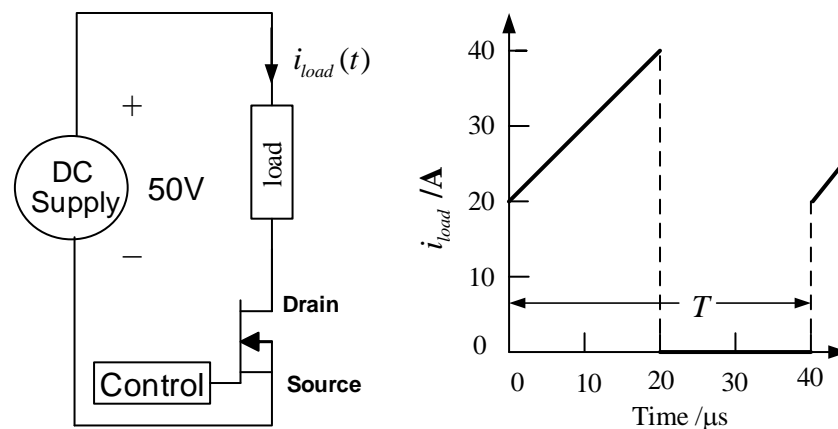 i_load(t)
+
DC
Supply
50V
−
load
Drain
Control
Source
i_load /A
40
30
20
10
0
T
0 10 20 30 40
Time /μs